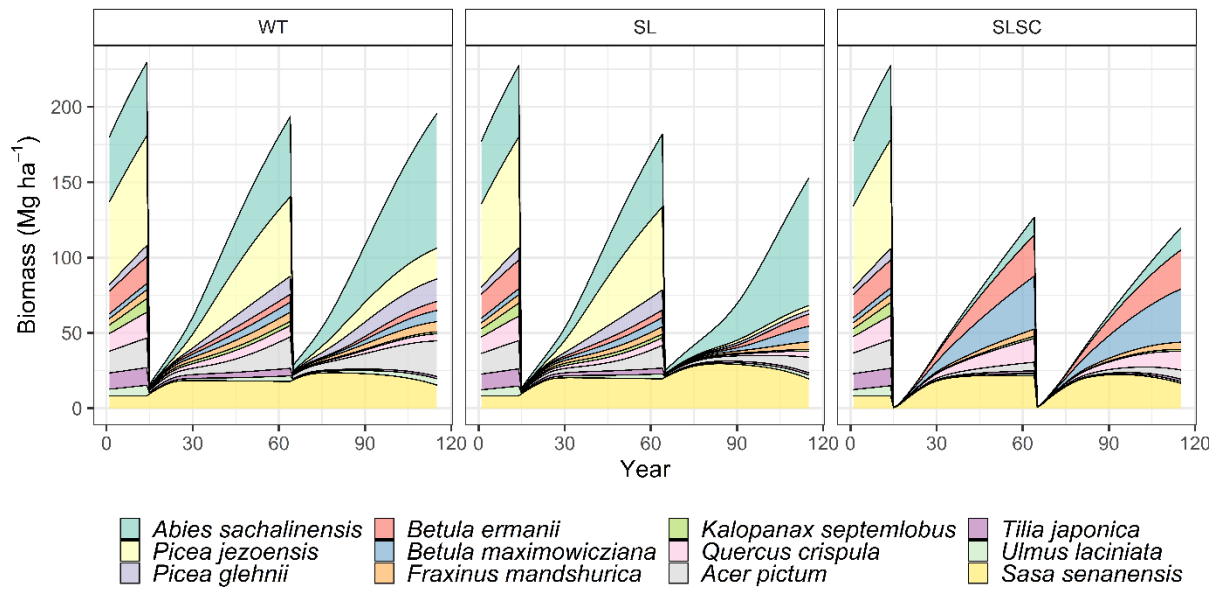 WT SL SLSC
200
150
100
50
0
Biomass (Mg ha⁻¹)
0 30 60 90 120 0 30 60 90 120 0 30 60 90 120
Year
Abies sachalinensis Betula ermanii Kalopanax septemlobus Tilia japonica
Picea jezoensis Betula maximowicziana Quercus crispula Ulmus laciniata
Picea glehnii Fraxinus mandshurica Acer pictum Sasa senanensis